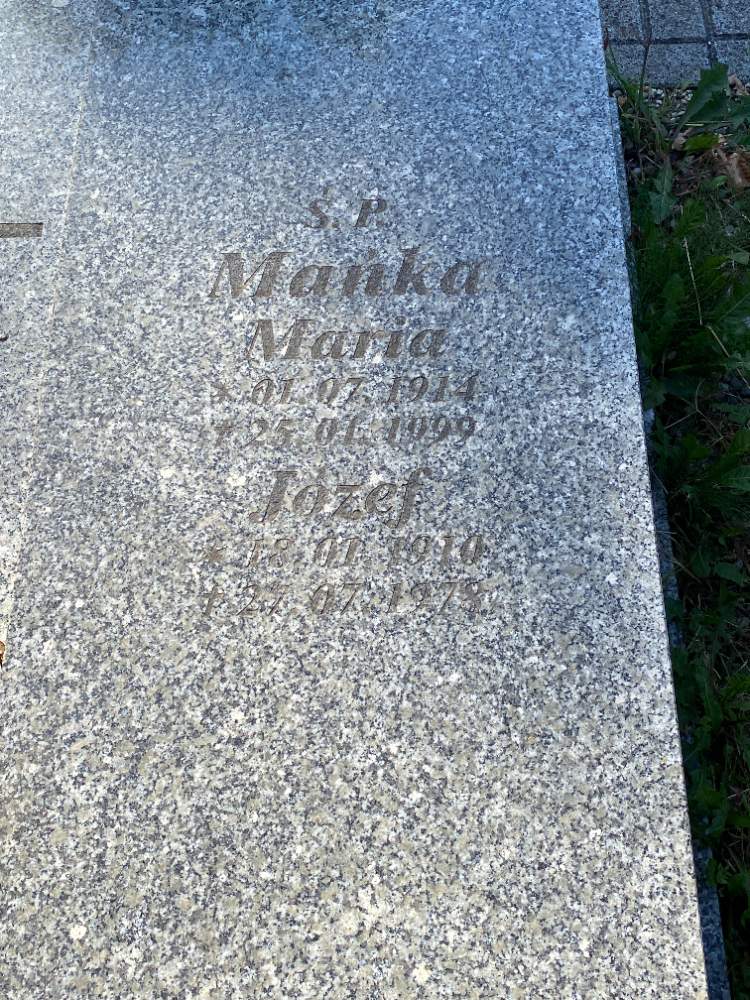 Ś. P.
Mańka
Maria
* 01. 07. 1914
† 25. 01. 1999
Józef
* 18. 01. 1910
† 27. 07. 1978